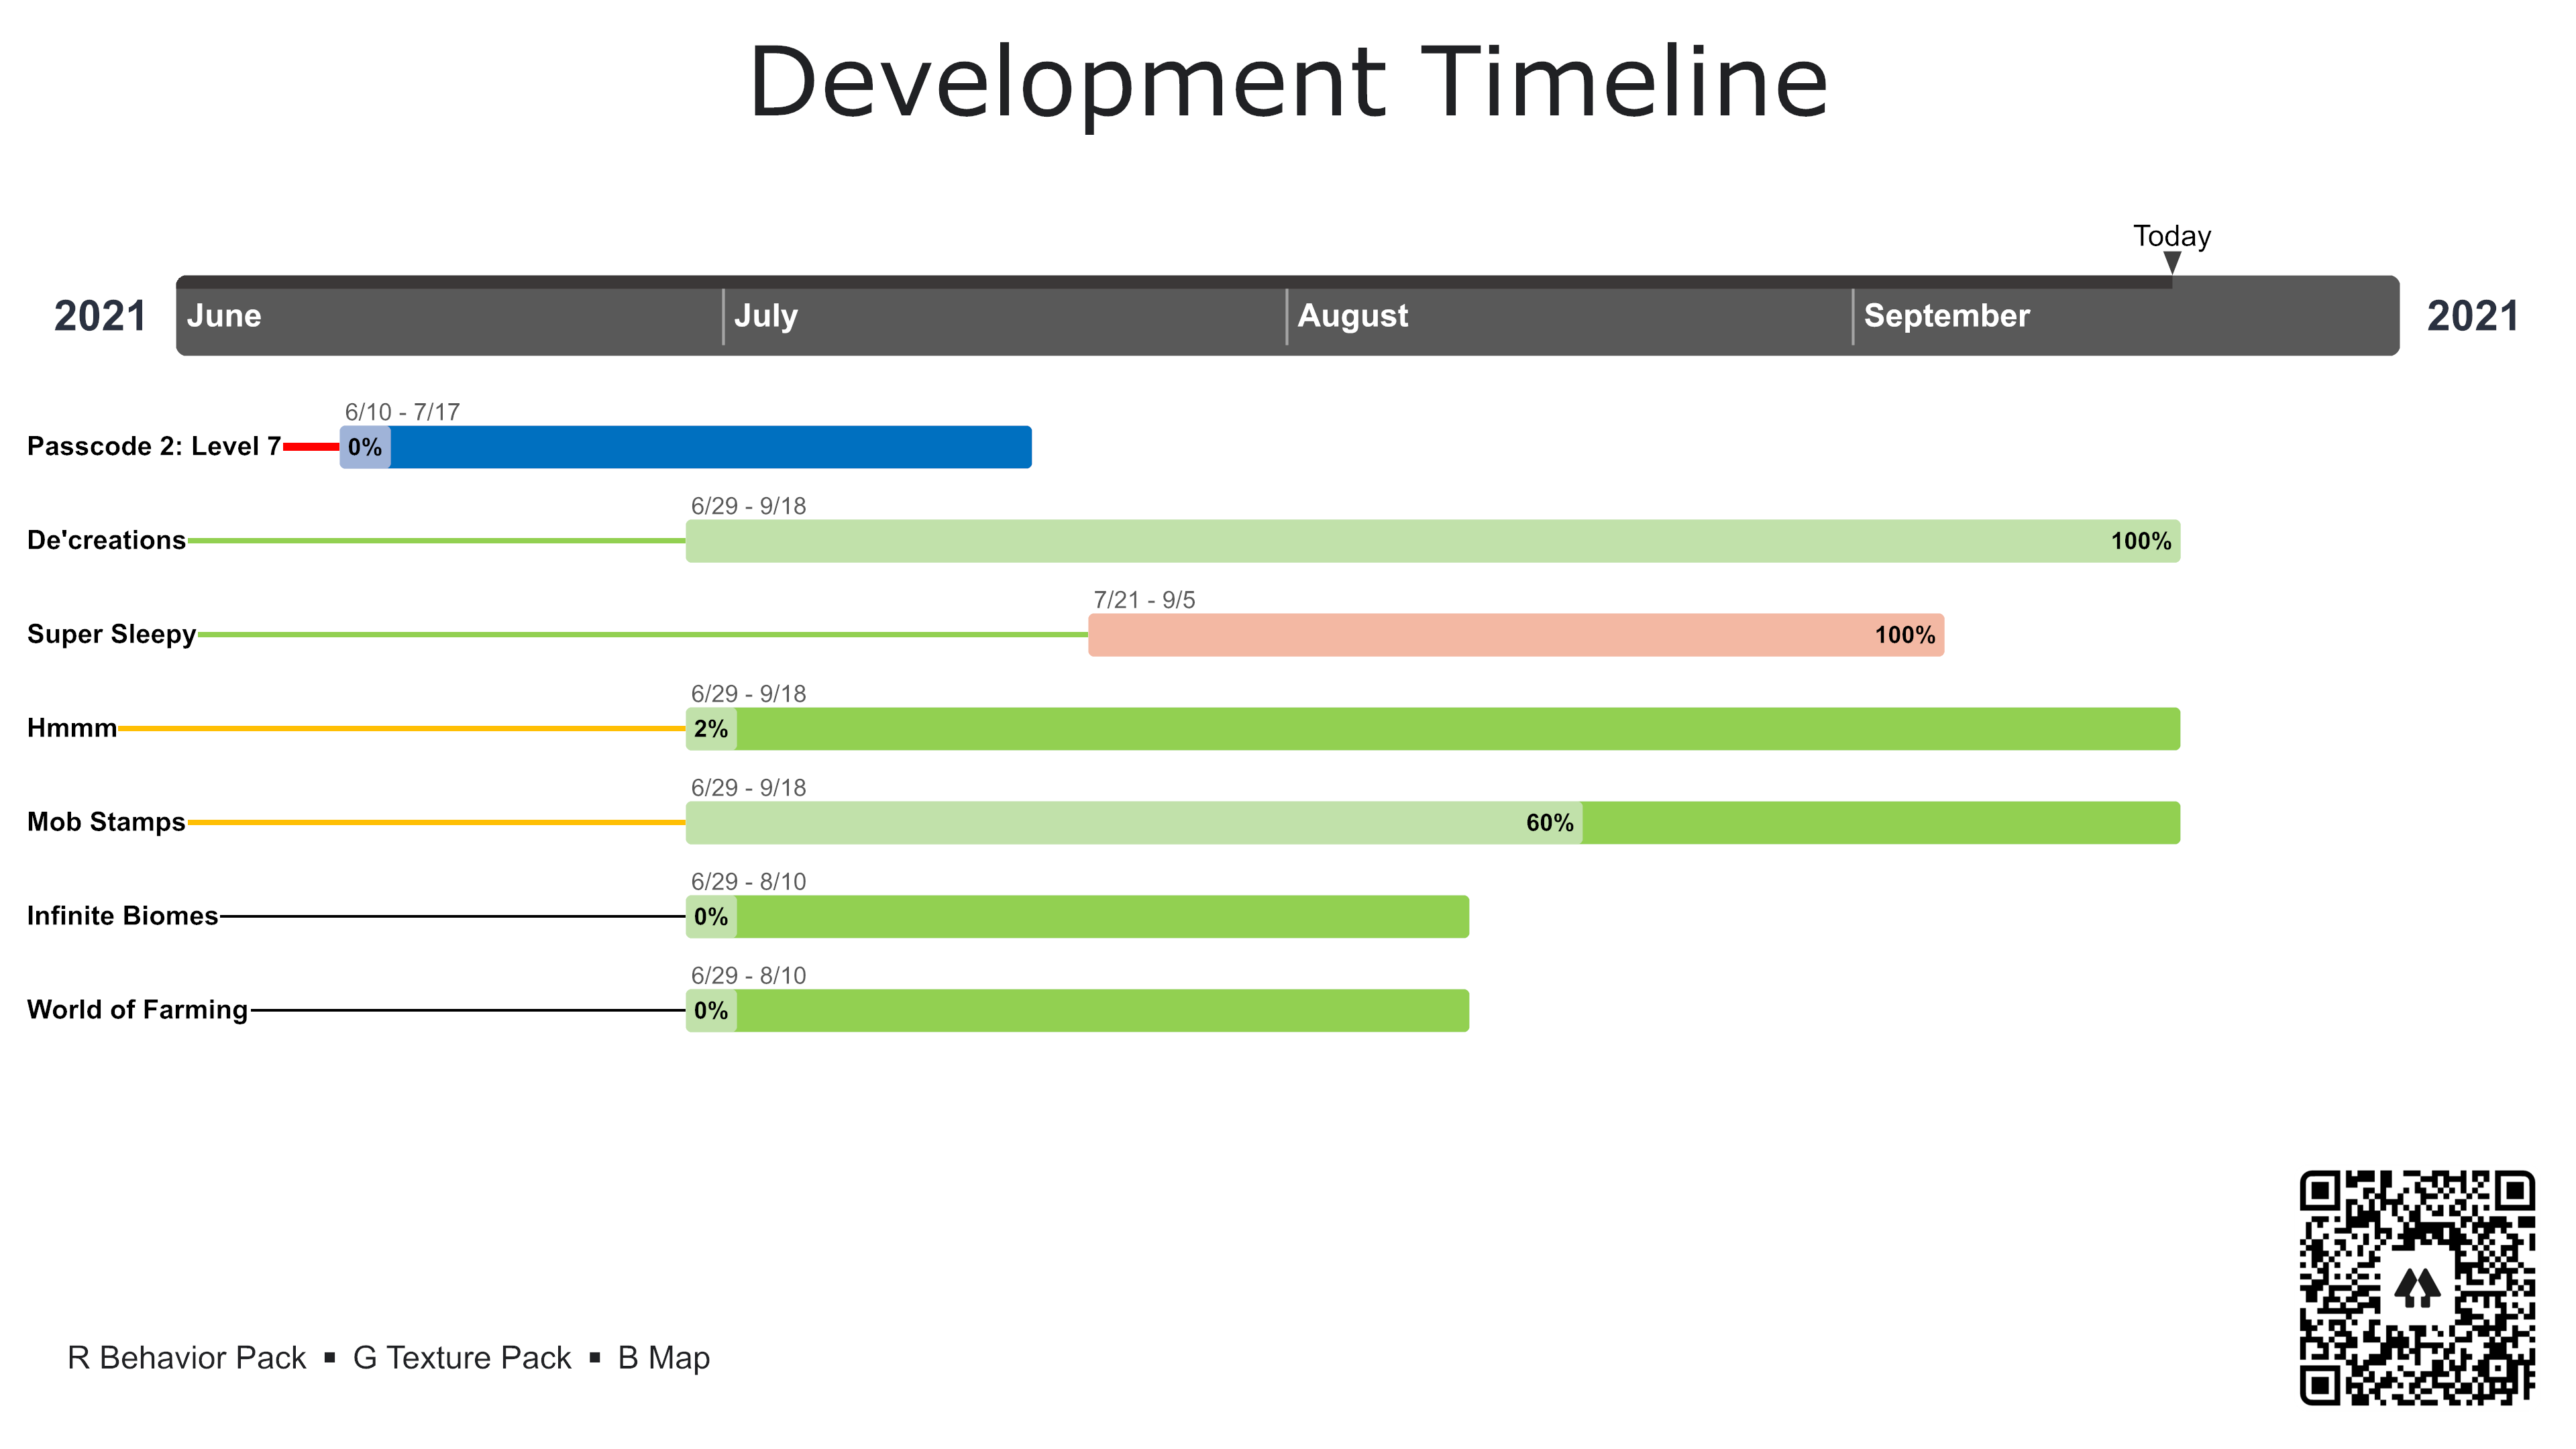 Development Timeline
Today
2021 June July August September 2021
6/10 - 7/17
Passcode 2: Level 7 0%
6/29 - 9/18
De'creations 100%
7/21 - 9/5
Super Sleepy 100%
6/29 - 9/18
Hmmm 2%
6/29 - 9/18
Mob Stamps 60%
6/29 - 8/10
Infinite Biomes 0%
6/29 - 8/10
World of Farming 0%
R Behavior Pack ▪ G Texture Pack ▪ B Map